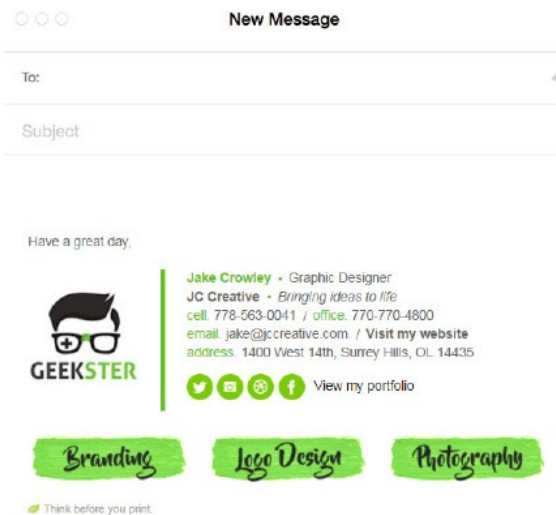 New Message
To:
Subject
Have a great day,
Jake Crowley • Graphic Designer
JC Creative • Bringing ideas to life
cell. 778-563-0041 / office. 770-770-4800
email. jake@jccreative.com / Visit my website
address. 1400 West 14th, Surrey Hills, OL 14435
GEEKSTER
View my portfolio
Branding Logo Design Photography
Think before you print.